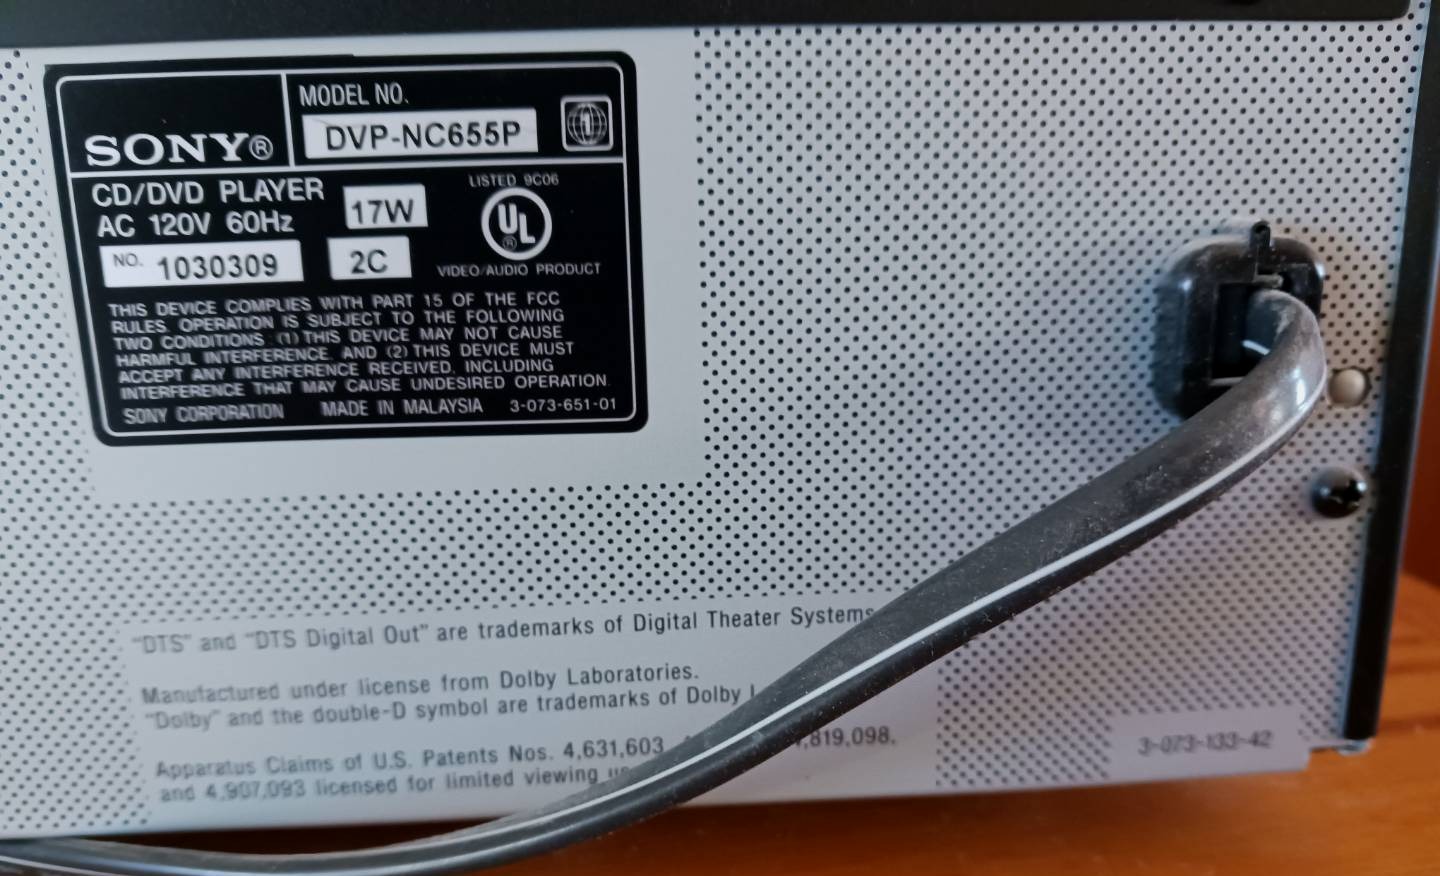 MODEL NO.
SONY®
DVP-NC655P
1
CD/DVD PLAYER
AC 120V 60Hz
17W
LISTED 9C06
UL®
NO. 1030309
2C
VIDEO/AUDIO PRODUCT
THIS DEVICE COMPLIES WITH PART 15 OF THE FCC
RULES. OPERATION IS SUBJECT TO THE FOLLOWING
TWO CONDITIONS: (1) THIS DEVICE MAY NOT CAUSE
HARMFUL INTERFERENCE, AND (2) THIS DEVICE MUST
ACCEPT ANY INTERFERENCE RECEIVED, INCLUDING
INTERFERENCE THAT MAY CAUSE UNDESIRED OPERATION.
SONY CORPORATION MADE IN MALAYSIA 3-073-651-01
"DTS" and "DTS Digital Out" are trademarks of Digital Theater Systems
Manufactured under license from Dolby Laboratories.
"Dolby" and the double-D symbol are trademarks of Dolby
Apparatus Claims of U.S. Patents Nos. 4,631,603, ,819,098,
and 4,907,093 licensed for limited viewing
3-073-133-42